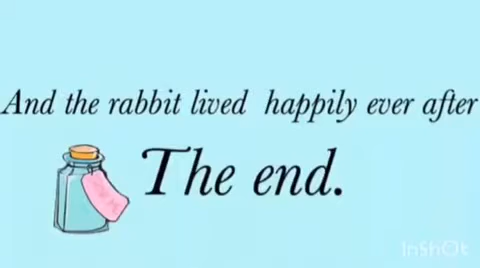 And the rabbit lived happily ever after
The end.
InShOt